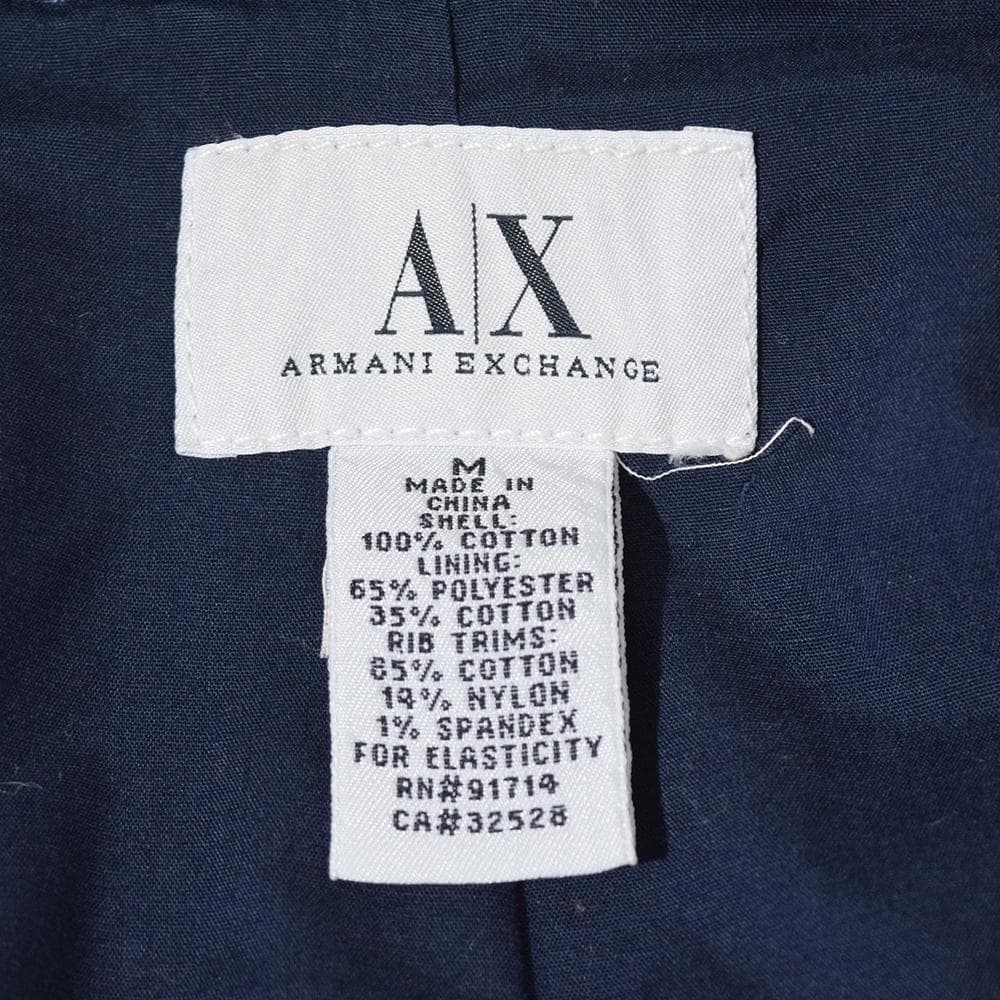 A|X
ARMANI EXCHANGE
M
MADE IN
CHINA
SHELL:
100% COTTON
LINING:
65% POLYESTER
35% COTTON
RIB TRIMS:
85% COTTON
14% NYLON
1% SPANDEX
FOR ELASTICITY
RN#91714
CA#32528